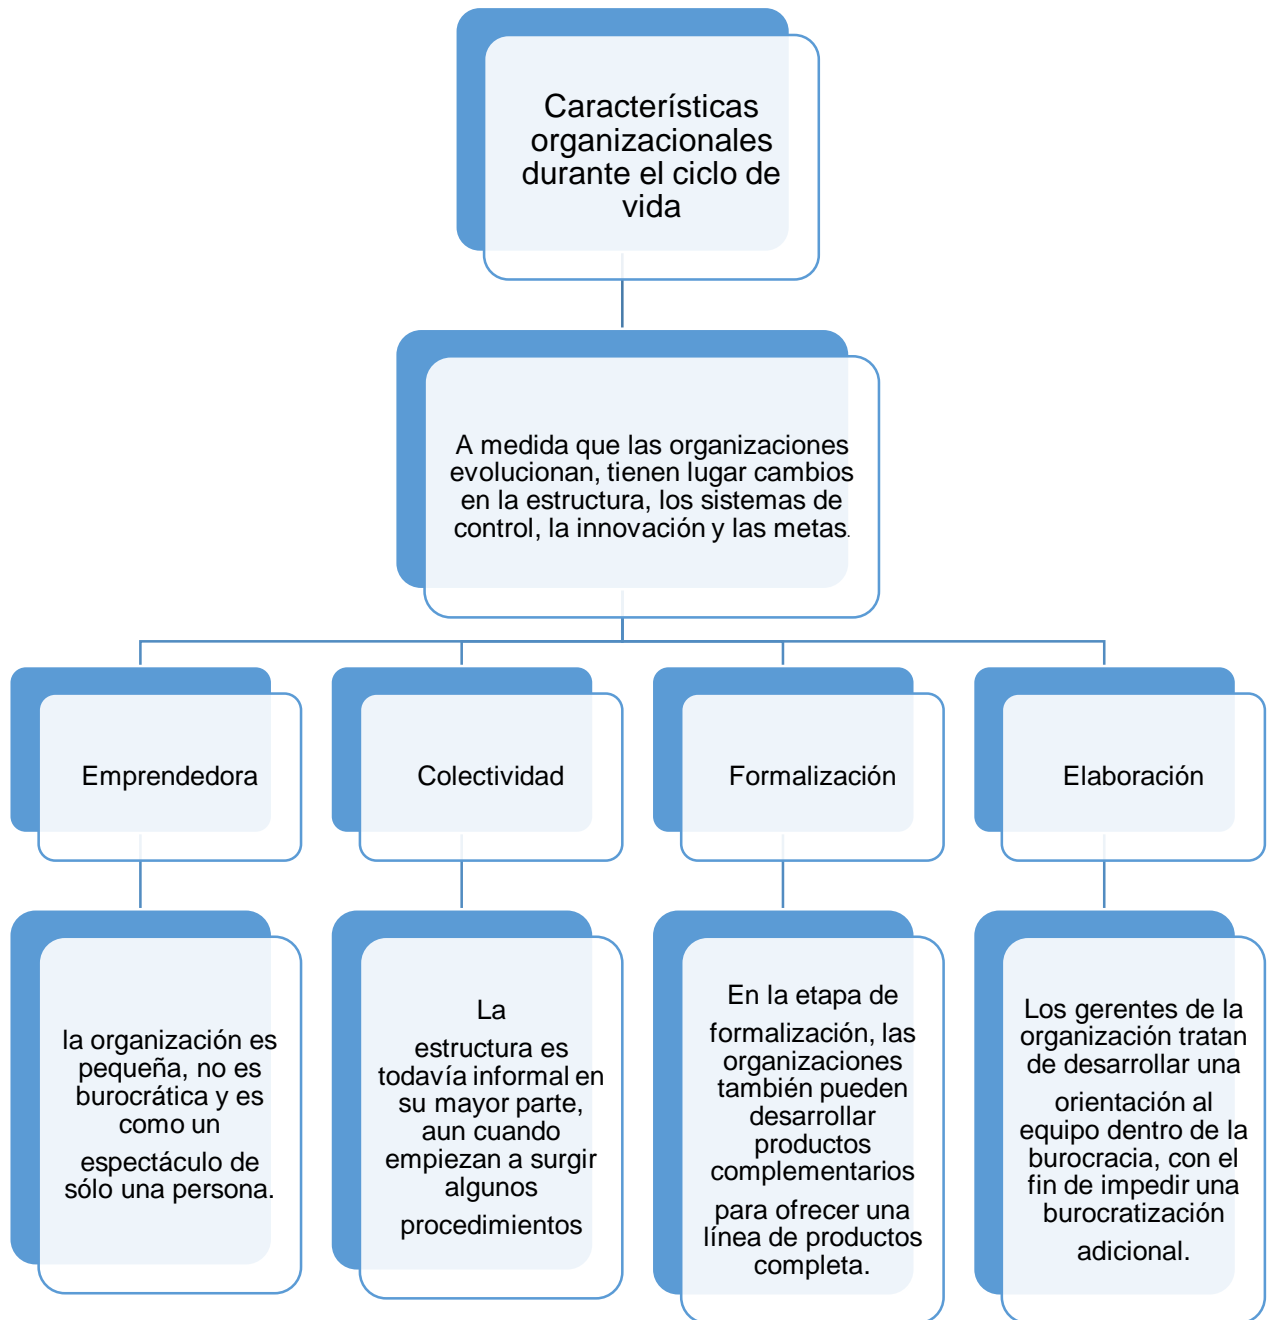 Características
organizacionales
durante el ciclo de
vida
A medida que las organizaciones
evolucionan, tienen lugar cambios
en la estructura, los sistemas de
control, la innovación y las metas.
Emprendedora
Colectividad
Formalización
Elaboración
la organización es
pequeña, no es
burocrática y es
como un
espectáculo de
sólo una persona.
La
estructura es
todavía informal en
su mayor parte,
aun cuando
empiezan a surgir
algunos
procedimientos
En la etapa de
formalización, las
organizaciones
también pueden
desarrollar
productos
complementarios
para ofrecer una
línea de productos
completa.
Los gerentes de la
organización tratan
de desarrollar una
orientación al
equipo dentro de la
burocracia, con el
fin de impedir una
burocratización
adicional.